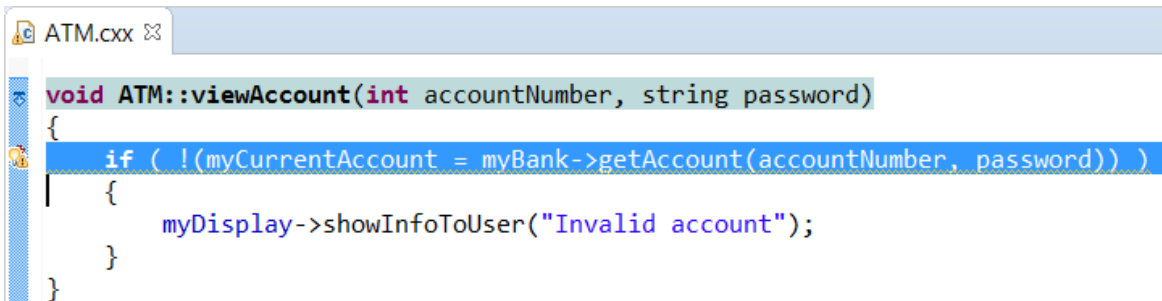 ATM.cxx
void ATM::viewAccount(int accountNumber, string password)
{
if ( !(myCurrentAccount = myBank->getAccount(accountNumber, password)) )
{
myDisplay->showInfoToUser("Invalid account");
}
}